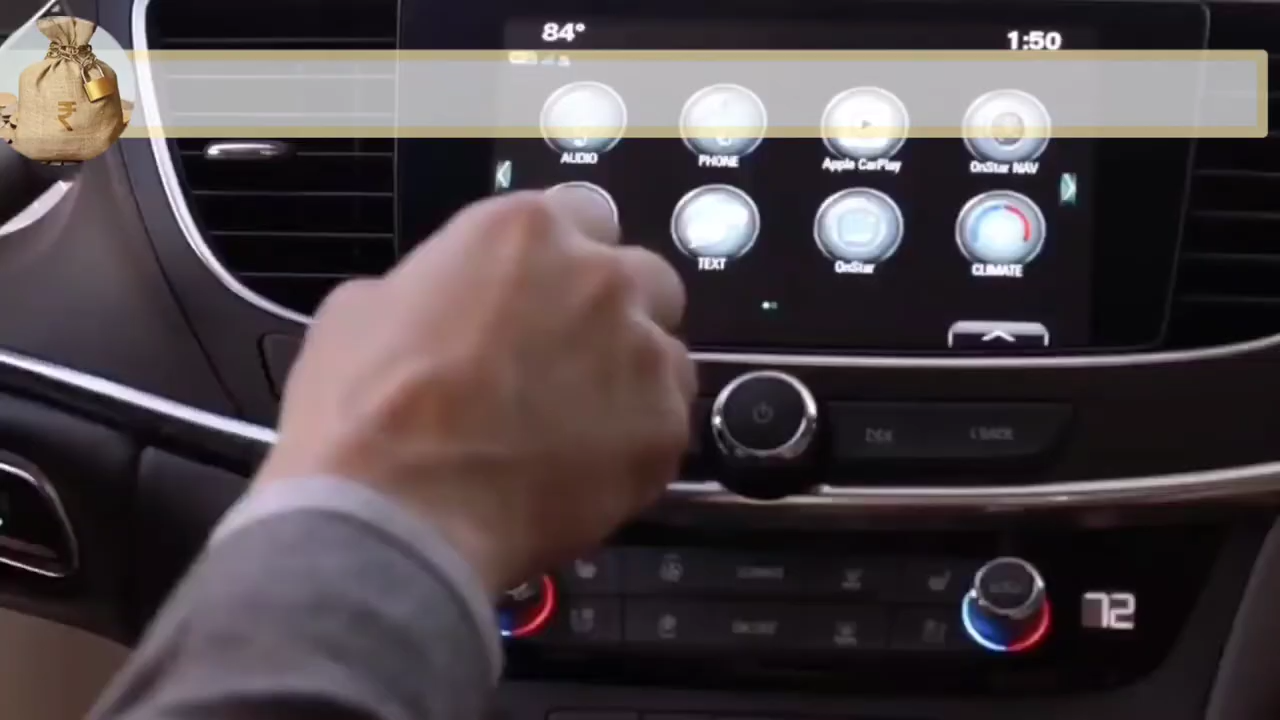 84° 1:50
AUDIO PHONE Apple CarPlay OnStar NAV
TEXT OnStar CLIMATE
72
₹